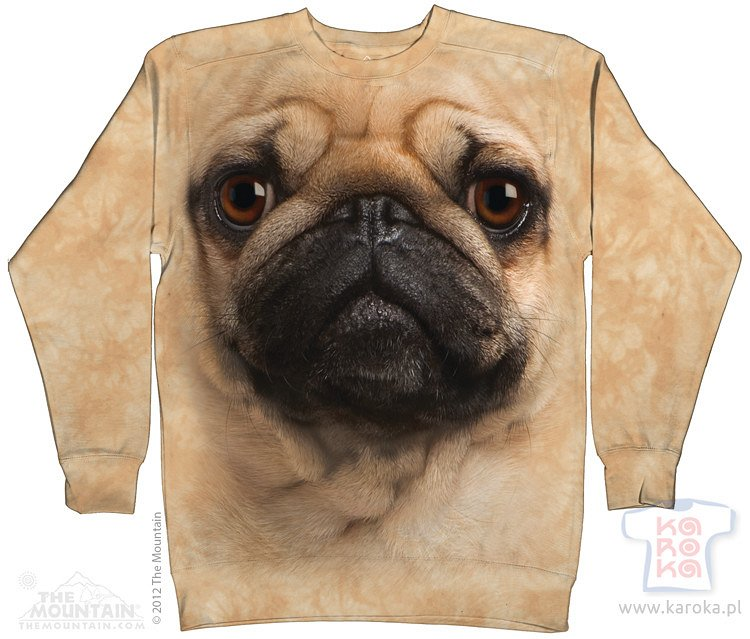 © 2012 The Mountain
THE
MOUNTAIN®
THEMOUNTAIN.COM
KA
RO
KA
www.karoka.pl